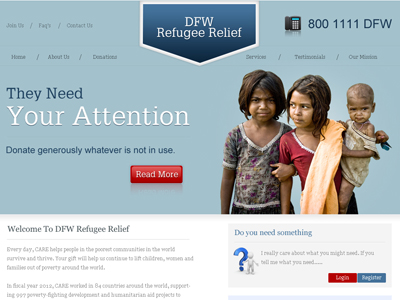 Join Us / Faqs / Contact Us
DFW
Refugee Relief
800 1111 DFW
Home / About Us / Donations
Services / Testimonials / Our Mission
They Need
Your Attention
Donate generously whatever is not in use.
Read More
Welcome To DFW Refugee Relief
Every day, CARE helps people in the poorest communities in the world
survive and thrive. Your gift will help us continue to lift children, women and
families out of poverty around the world.
In fiscal year 2012, CARE worked in 84 countries around the world, support-
ing 997 poverty-fighting development and humanitarian aid projects to
Do you need something
I really care about what you might need. If you
tell me what you need......
Login
Register